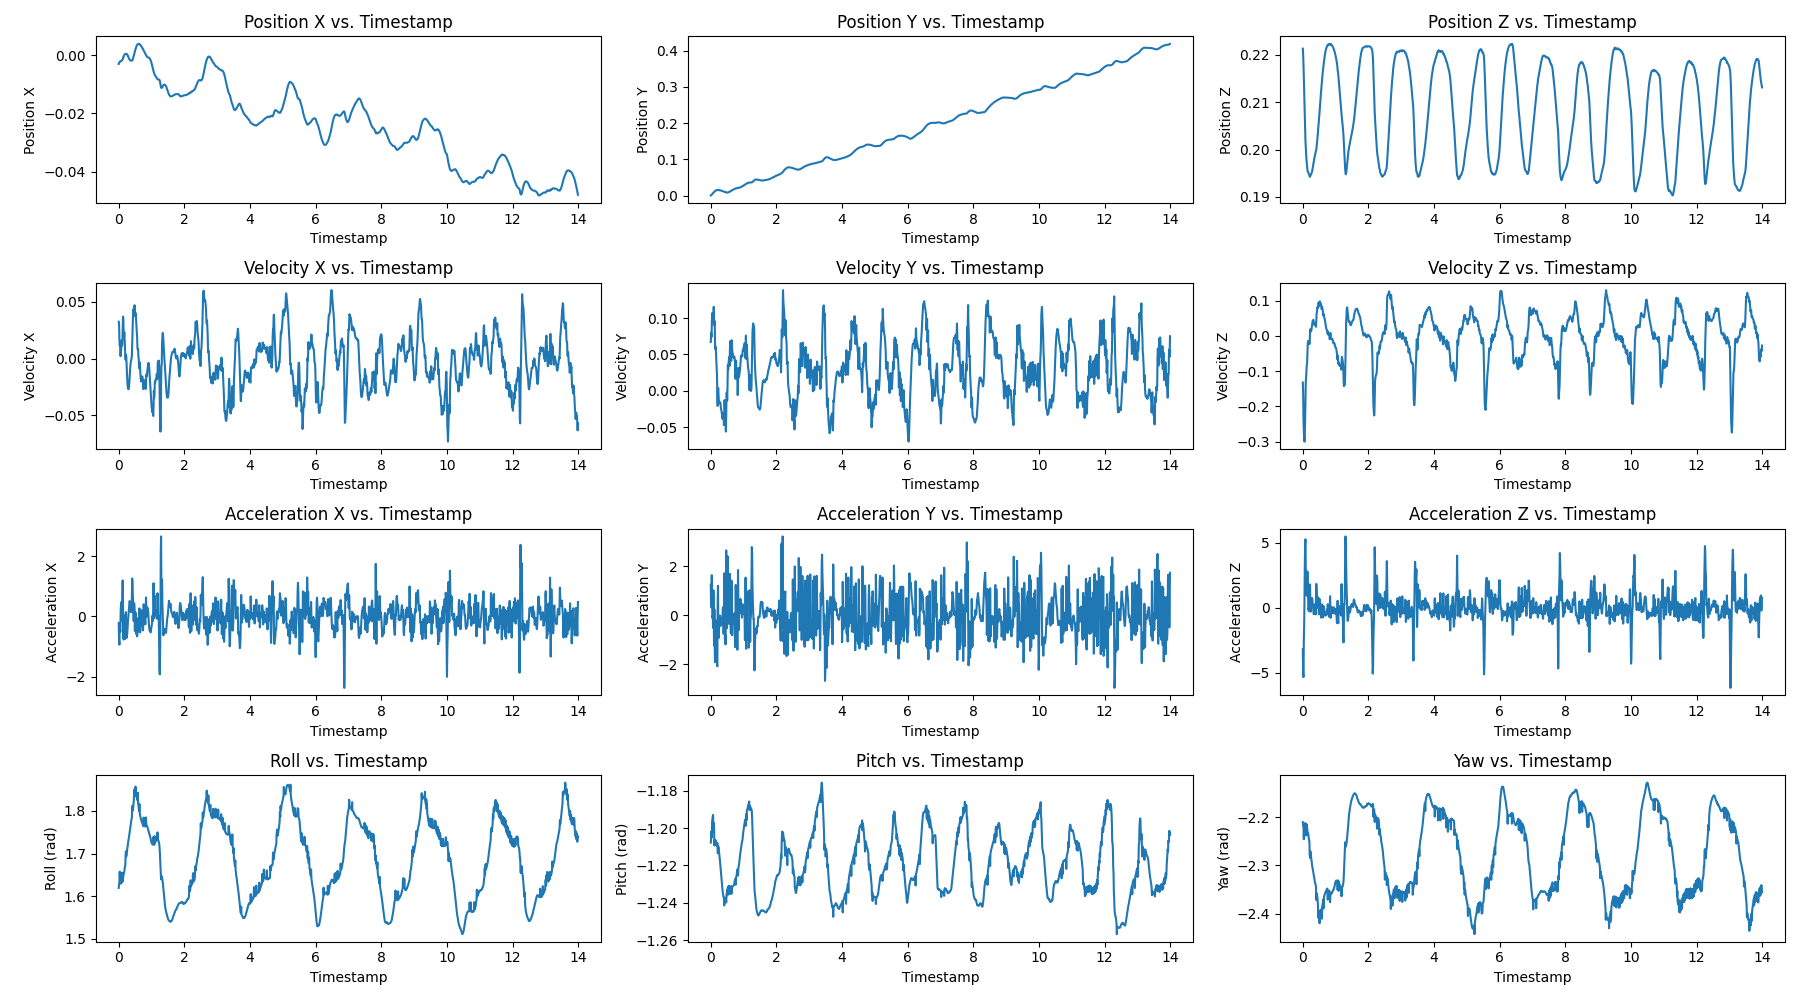 Position X vs. Timestamp
Position X
0.00
−0.02
−0.04
0 2 4 6 8 10 12 14
Timestamp
Position Y vs. Timestamp
Position Y
0.4
0.3
0.2
0.1
0.0
0 2 4 6 8 10 12 14
Timestamp
Position Z vs. Timestamp
Position Z
0.22
0.21
0.20
0.19
0 2 4 6 8 10 12 14
Timestamp
Velocity X vs. Timestamp
Velocity X
0.05
0.00
−0.05
0 2 4 6 8 10 12 14
Timestamp
Velocity Y vs. Timestamp
Velocity Y
0.10
0.05
0.00
−0.05
0 2 4 6 8 10 12 14
Timestamp
Velocity Z vs. Timestamp
Velocity Z
0.1
0.0
−0.1
−0.2
−0.3
0 2 4 6 8 10 12 14
Timestamp
Acceleration X vs. Timestamp
Acceleration X
2
0
−2
0 2 4 6 8 10 12 14
Timestamp
Acceleration Y vs. Timestamp
Acceleration Y
2
0
−2
0 2 4 6 8 10 12 14
Timestamp
Acceleration Z vs. Timestamp
Acceleration Z
5
0
−5
0 2 4 6 8 10 12 14
Timestamp
Roll vs. Timestamp
Roll (rad)
1.8
1.7
1.6
1.5
0 2 4 6 8 10 12 14
Timestamp
Pitch vs. Timestamp
Pitch (rad)
−1.18
−1.20
−1.22
−1.24
−1.26
0 2 4 6 8 10 12 14
Timestamp
Yaw vs. Timestamp
Yaw (rad)
−2.2
−2.3
−2.4
0 2 4 6 8 10 12 14
Timestamp